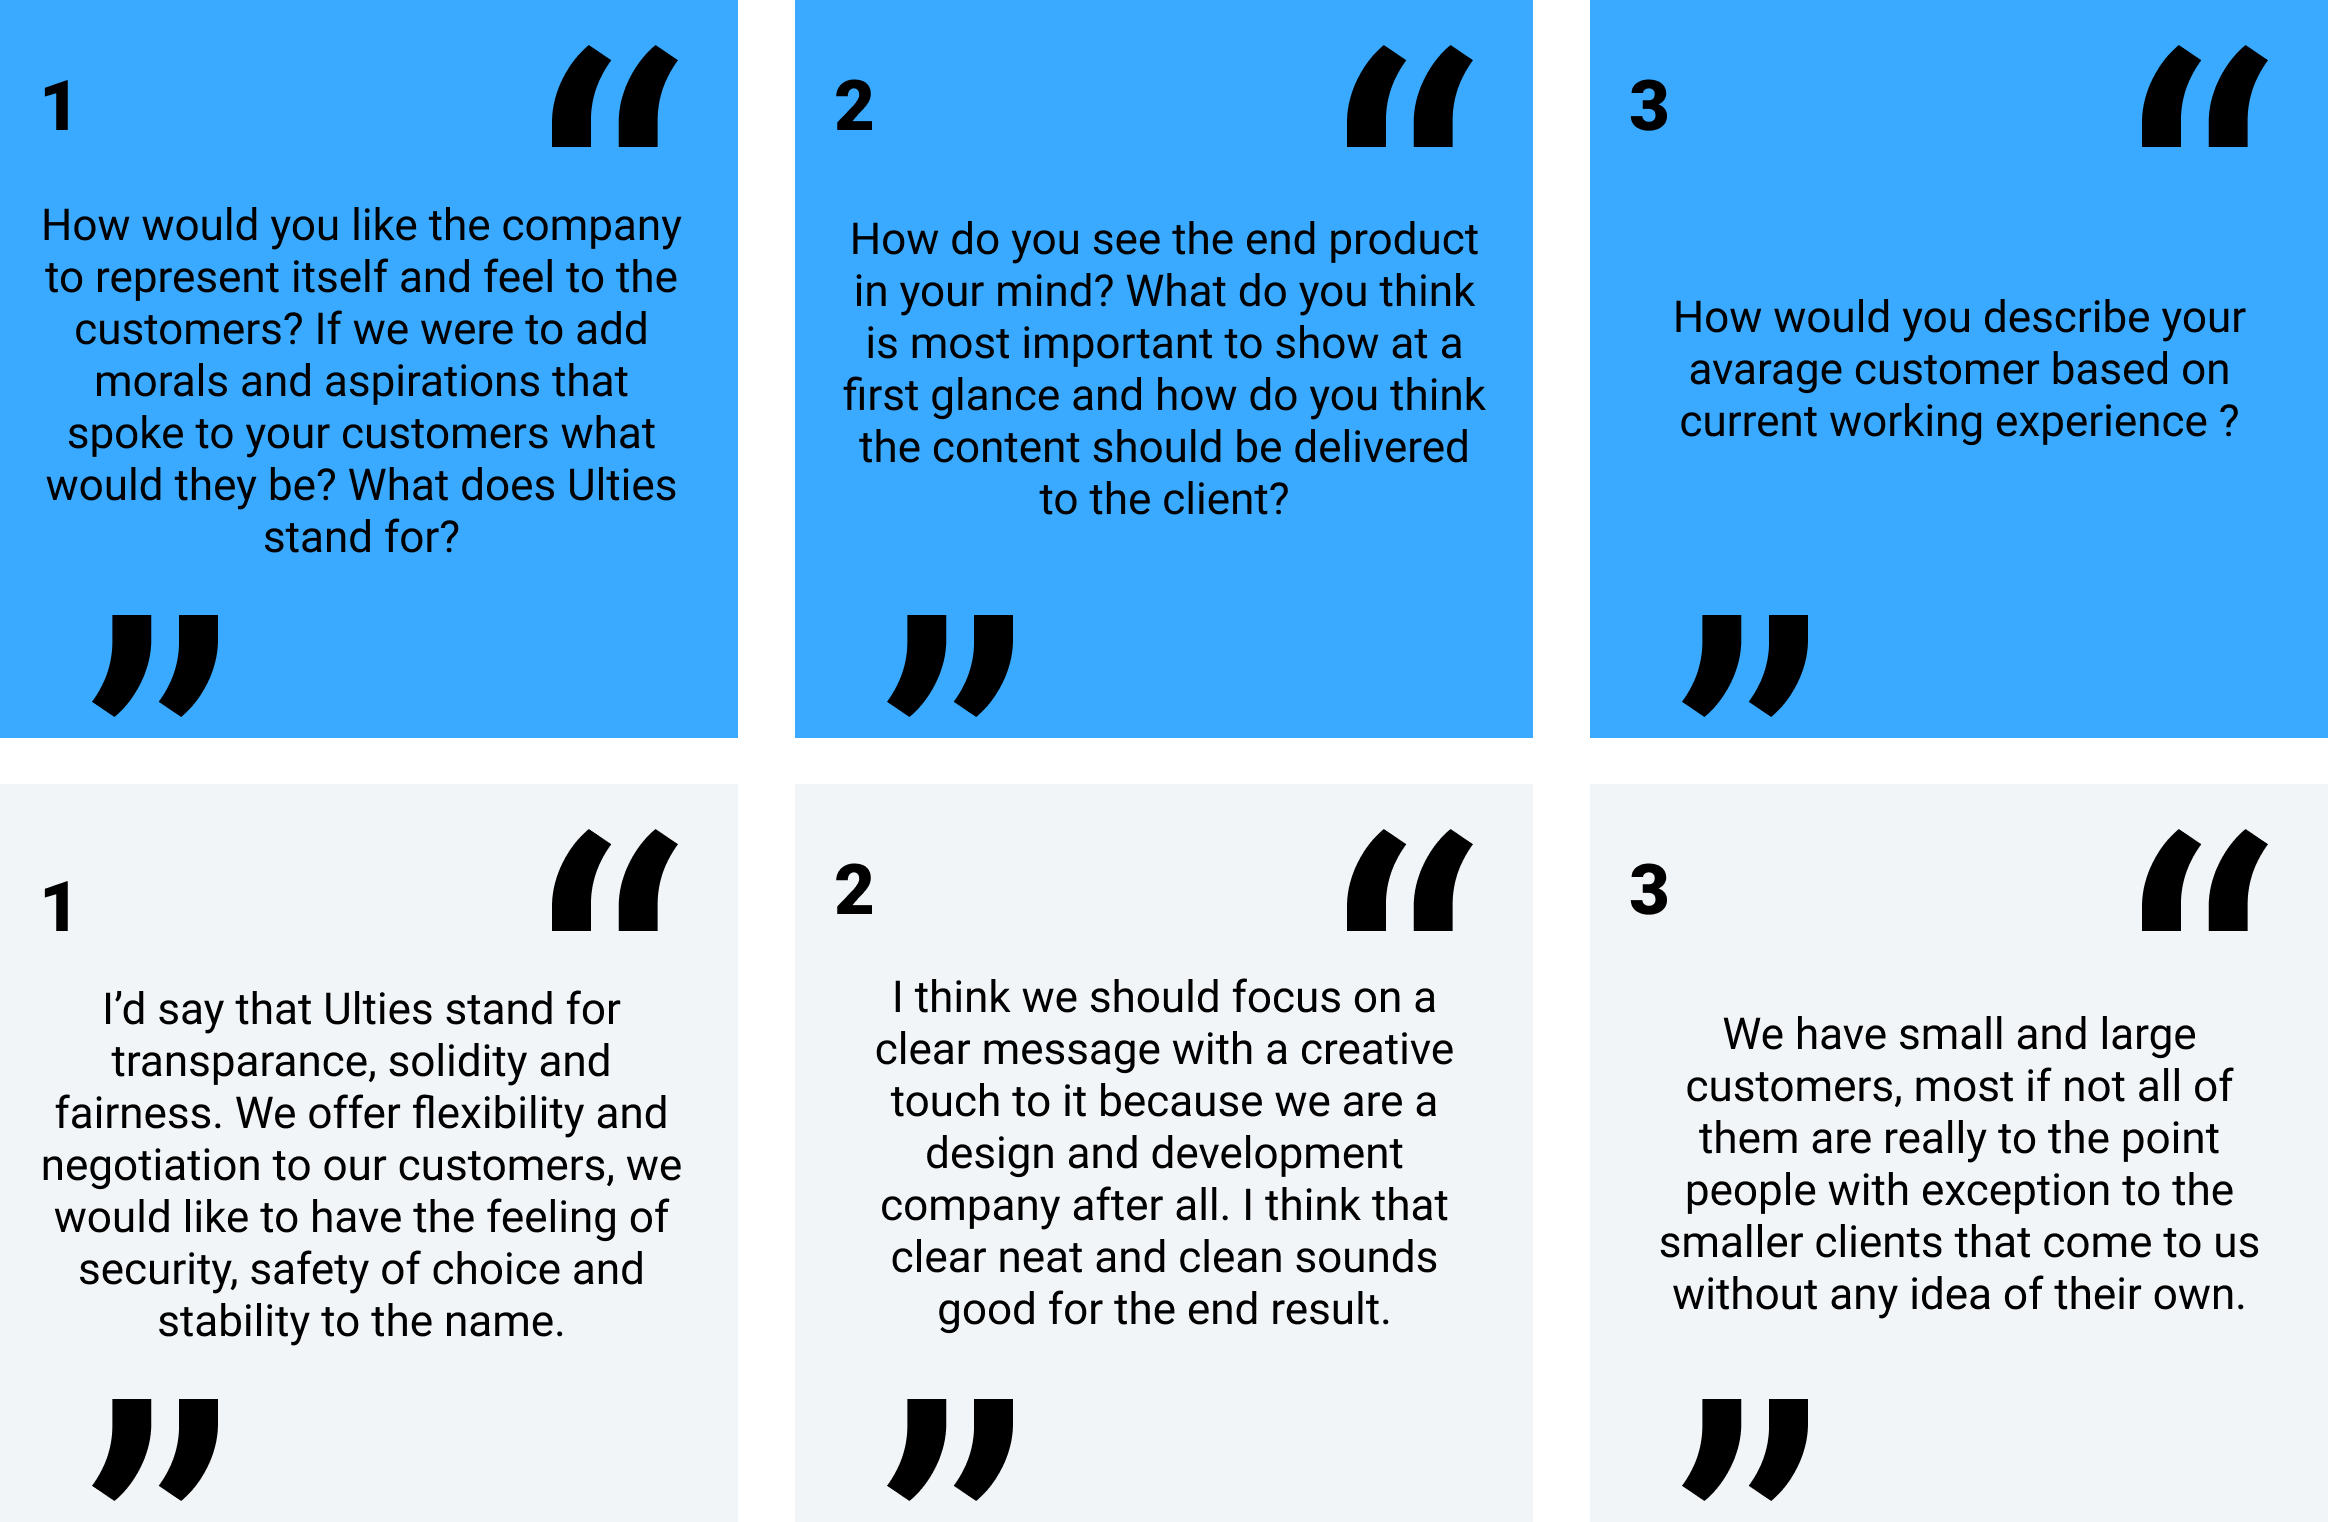 1
“
How would you like the company
to represent itself and feel to the
customers? If we were to add
morals and aspirations that
spoke to your customers what
would they be? What does Ulties
stand for?
”
2
“
How do you see the end product
in your mind? What do you think
is most important to show at a
first glance and how do you think
the content should be delivered
to the client?
”
3
“
How would you describe your
avarage customer based on
current working experience ?
”
1
“
I’d say that Ulties stand for
transparance, solidity and
fairness. We offer flexibility and
negotiation to our customers, we
would like to have the feeling of
security, safety of choice and
stability to the name.
”
2
“
I think we should focus on a
clear message with a creative
touch to it because we are a
design and development
company after all. I think that
clear neat and clean sounds
good for the end result.
”
3
“
We have small and large
customers, most if not all of
them are really to the point
people with exception to the
smaller clients that come to us
without any idea of their own.
”